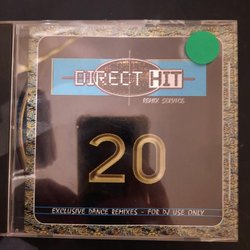 DIRECT HIT
REMIX SERVICE
20
EXCLUSIVE DANCE REMIXES - FOR DJ USE ONLY